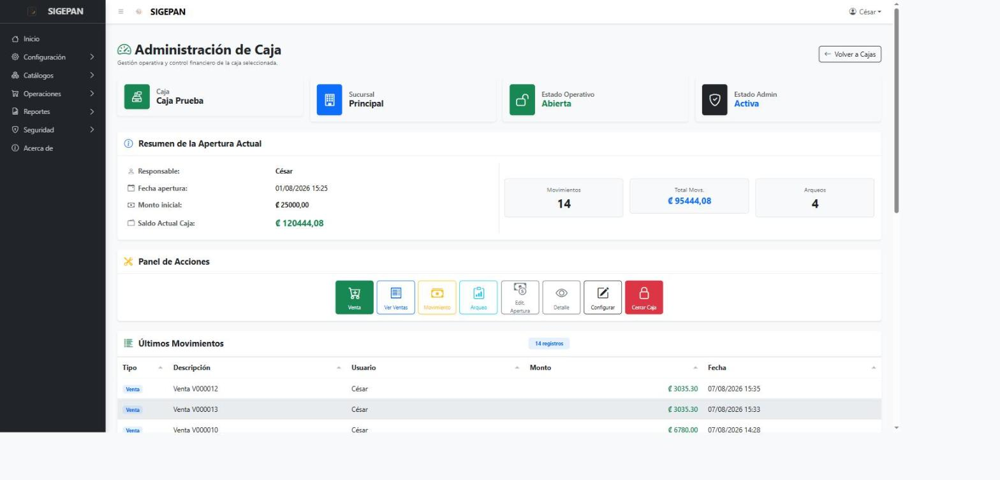 SIGEPAN
SIGEPAN
César
Inicio
Configuración
Catálogos
Operaciones
Reportes
Seguridad
Acerca de
Administración de Caja
Gestión operativa y control financiero de la caja seleccionada.
Volver a Cajas
Caja
Caja Prueba
Sucursal
Principal
Estado Operativo
Abierta
Estado Admin
Activa
Resumen de la Apertura Actual
Responsable: César
Fecha apertura: 01/08/2026 15:25
Monto inicial: ₡ 25000,00
Saldo Actual Caja: ₡ 120444,08
Movimientos
14
Total Movs.
₡ 95444,08
Arqueos
4
Panel de Acciones
Venta
Ver Ventas
Movimiento
Arqueo
Edit.
Apertura
Detalle
Configurar
Cerrar Caja
Últimos Movimientos 14 registros
Tipo Descripción Usuario Monto Fecha
Venta Venta V000012 César ₡ 3035.30 07/08/2026 15:35
Venta Venta V000013 César ₡ 3035.30 07/08/2026 15:33
Venta Venta V000010 César ₡ 6780.00 07/08/2026 14:28